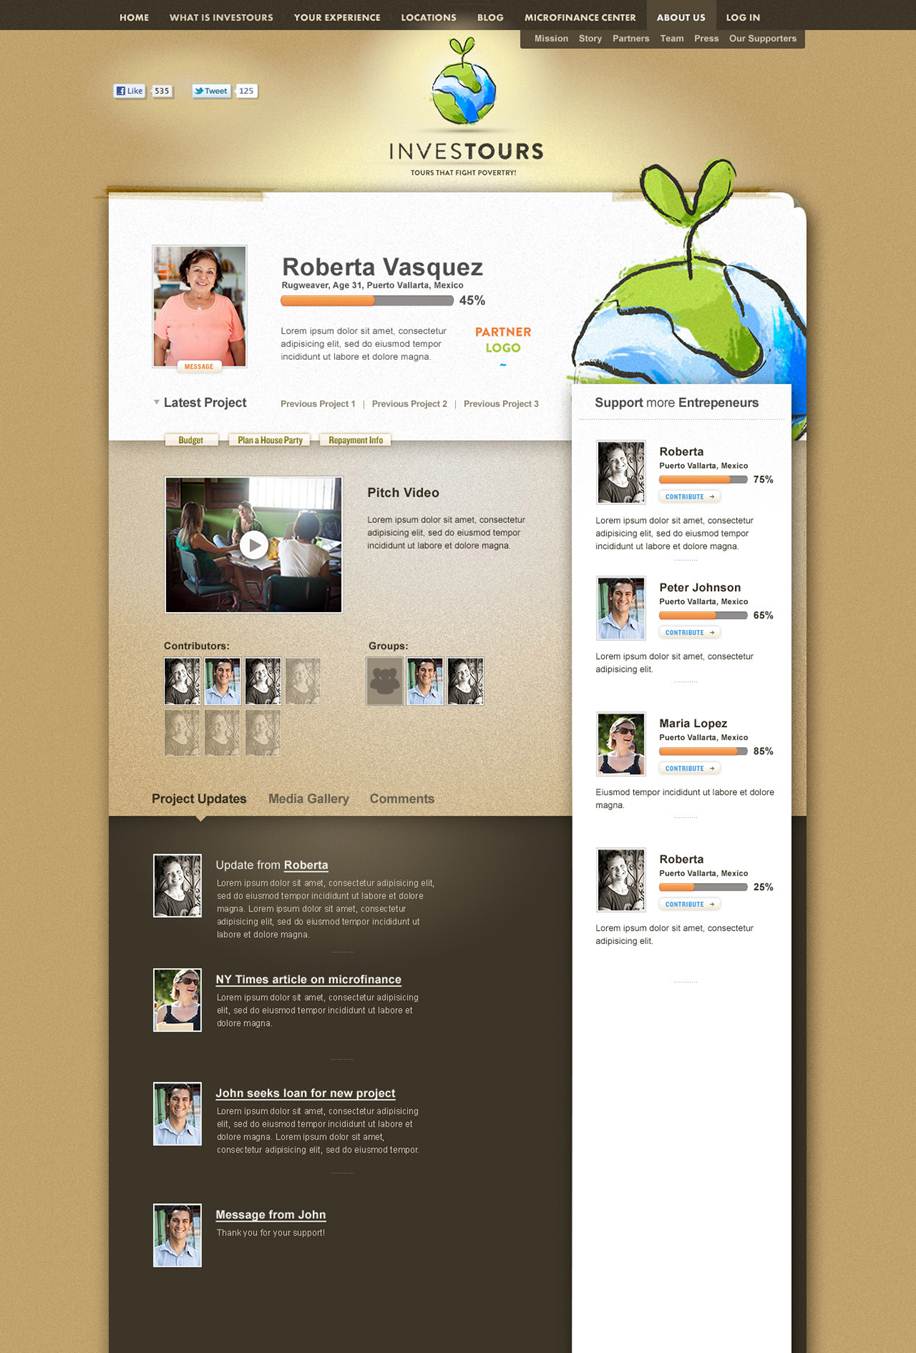 HOME WHAT IS INVESTOURS YOUR EXPERIENCE LOCATIONS BLOG MICROFINANCE CENTER ABOUT US LOG IN
Mission Story Partners Team Press Our Supporters
Like 535 Tweet 125
INVESTOURS
TOURS THAT FIGHT POVERTRY!
Roberta Vasquez
Rugweaver, Age 31, Puerto Vallarta, Mexico
45%
Lorem ipsum dolor sit amet, consectetur
adipisicing elit, sed do eiusmod tempor
incididunt ut labore et dolore magna.
PARTNER
LOGO
MESSAGE
Latest Project
Previous Project 1 | Previous Project 2 | Previous Project 3
Budget Plan a House Party Repayment Info
Pitch Video
Lorem ipsum dolor sit amet, consectetur
adipisicing elit, sed do eiusmod tempor
incididunt ut labore et dolore magna.
Contributors:
Groups:
Project Updates Media Gallery Comments
Update from Roberta
Lorem ipsum dolor sit amet, consectetur adipisicing elit,
sed do eiusmod tempor incididunt ut labore et dolore
magna. Lorem ipsum dolor sit amet, consectetur
adipisicing elit, sed do eiusmod tempor incididunt ut
labore et dolore magna.
NY Times article on microfinance
Lorem ipsum dolor sit amet, consectetur adipisicing
elit, sed do eiusmod tempor incididunt ut labore et
dolore magna.
John seeks loan for new project
Lorem ipsum dolor sit amet, consectetur adipisicing
elit, sed do eiusmod tempor incididunt ut labore et
dolore magna. Lorem ipsum dolor sit amet,
consectetur adipisicing elit, sed do eiusmod tempor.
Message from John
Thank you for your support!
Support more Entrepeneurs
Roberta
Puerto Vallarta, Mexico
75%
CONTRIBUTE →
Lorem ipsum dolor sit amet, consectetur
adipisicing elit, sed do eiusmod tempor
incididunt ut labore et dolore magna.
Peter Johnson
Puerto Vallarta, Mexico
65%
CONTRIBUTE →
Lorem ipsum dolor sit amet, consectetur
adipisicing elit.
Maria Lopez
Puerto Vallarta, Mexico
85%
CONTRIBUTE →
Eiusmod tempor incididunt ut labore et dolore
magna.
Roberta
Puerto Vallarta, Mexico
25%
CONTRIBUTE →
Lorem ipsum dolor sit amet, consectetur
adipisicing elit.